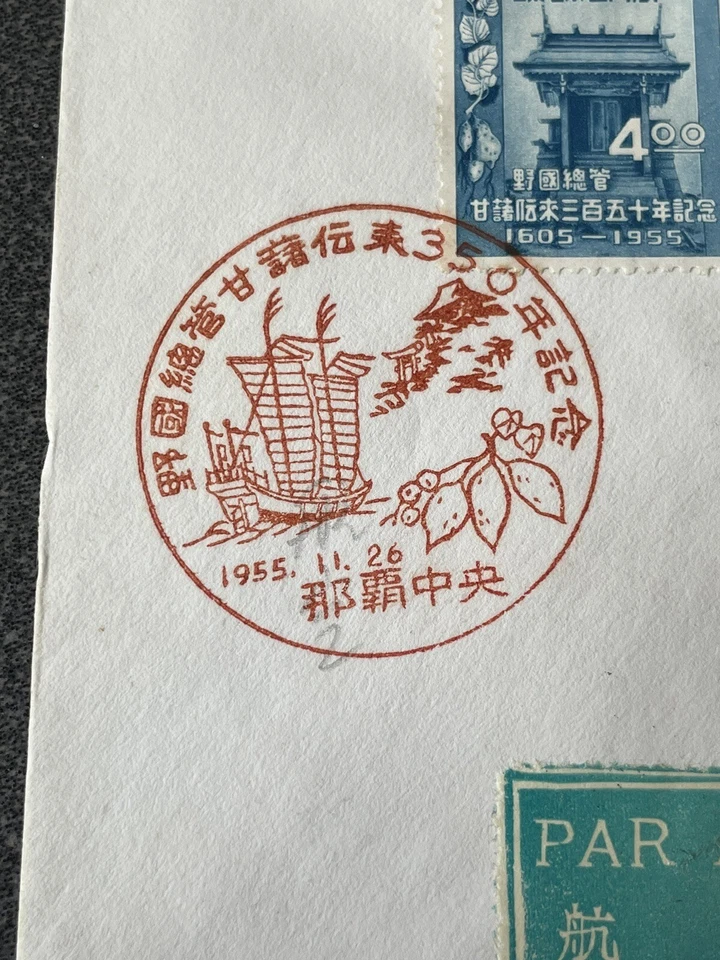 4.00
野國總管
甘藷伝来三百五十年記念
1605—1955
野國總管甘藷伝来350年記念
1955.11.26
那覇中央
航
2
PAR
航